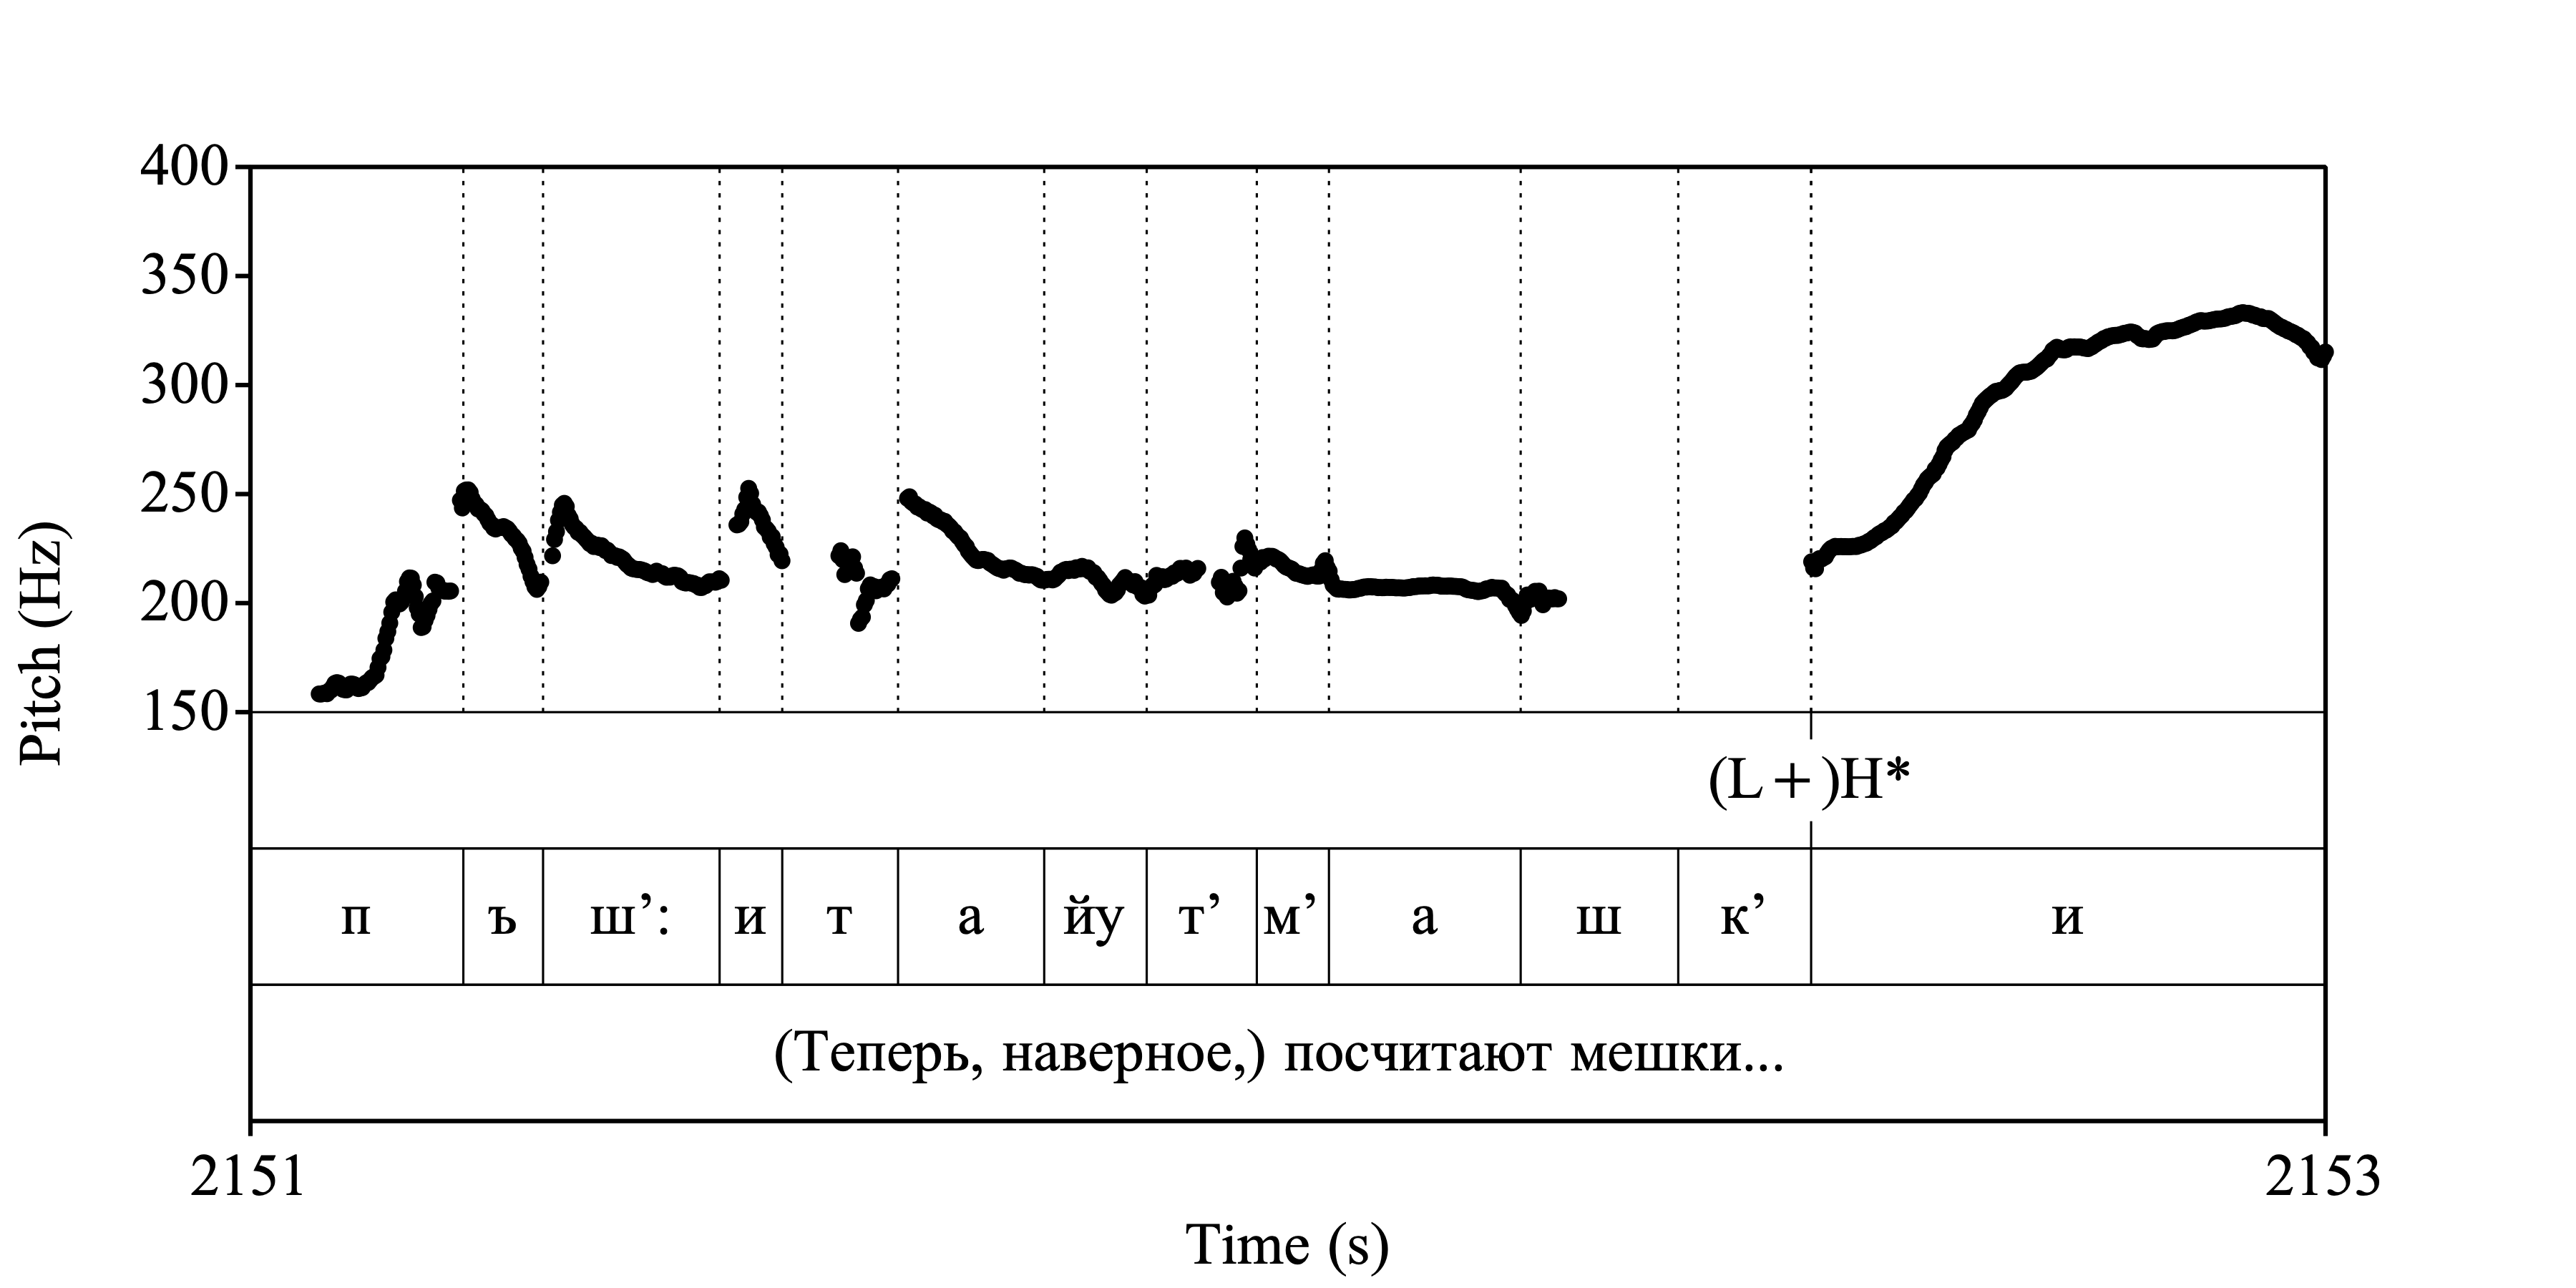 400
350
300
250
200
150
Pitch (Hz)
(L+)H*
п ъ ш’: и т а йу т’ м’ а ш к’ и
(Теперь, наверное,) посчитают мешки...
2151 2153
Time (s)